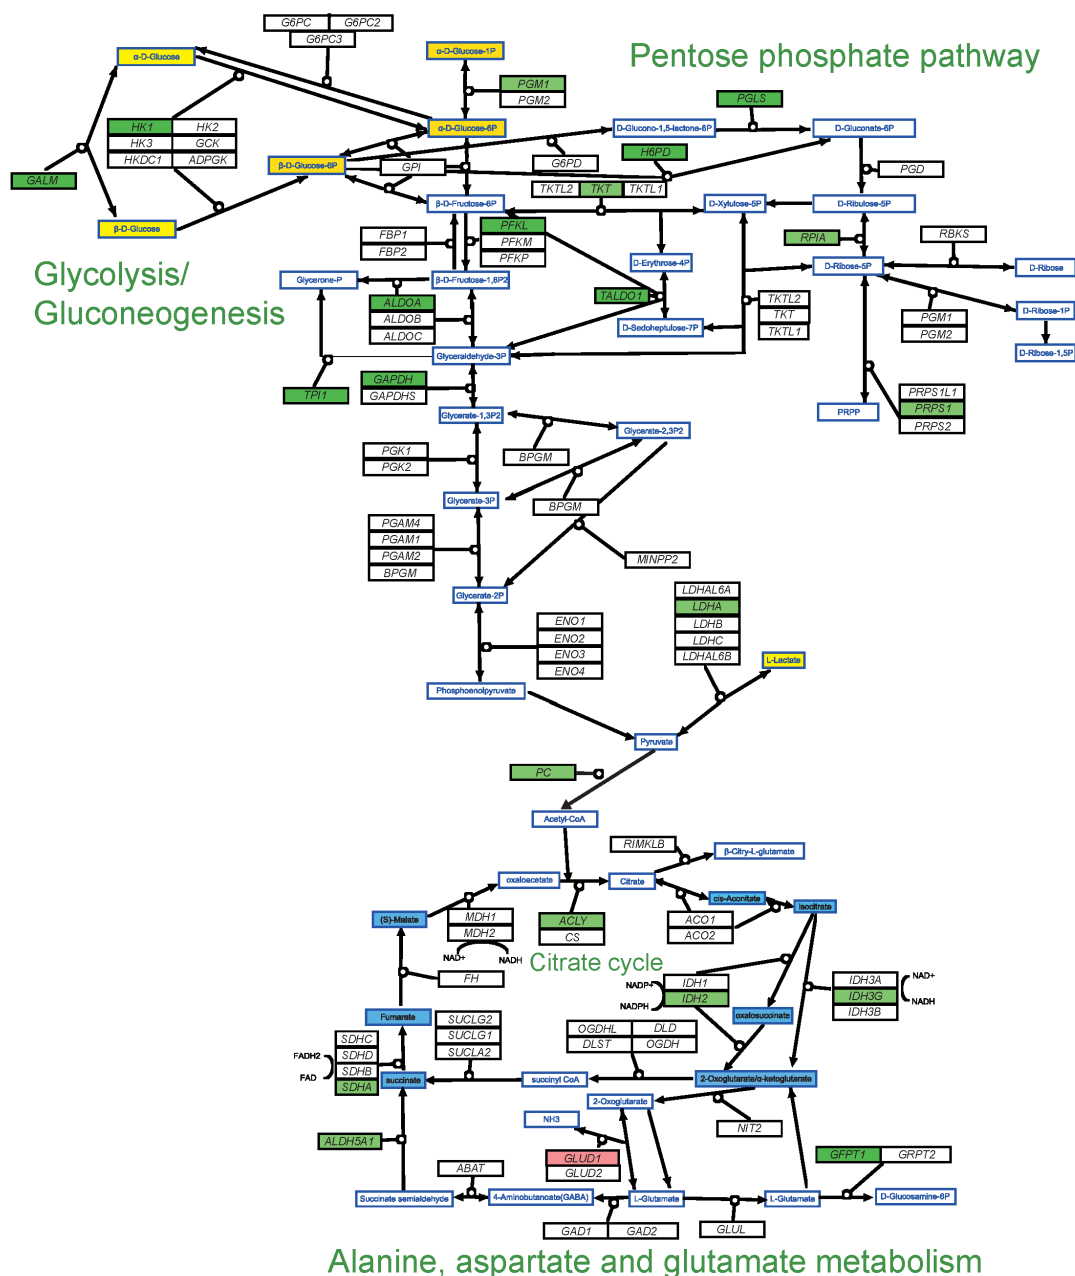 G6PC G6PC2
G6PC3
α-D-Glucose
α-D-Glucose-1P
Pentose phosphate pathway
PGM1
PGM2
PGLS
HK1 HK2
HK3 GCK
HKDC1 ADPGK
α-D-Glucose-6P
D-Glucono-1,5-lactone-6P
D-Gluconate-6P
H6PD
β-D-Glucose-6P
GPI
G6PD
PGD
GALM
TKTL2 TKT TKTL1
β-D-Glucose
β-D-Fructose-6P
D-Xylulose-5P
D-Ribulose-5P
FBP1
FBP2
PFKL
PFKM
PFKP
RPIA
RBKS
Glycolysis/
Gluconeogenesis
D-Erythrose-4P
D-Ribose-5P
D-Ribose
Glycerone-P
β-D-Fructose-1,6P2
TALDO1
ALDOA
ALDOB
ALDOC
TKTL2
TKT
TKTL1
D-Sedoheptulose-7P
PGM1
PGM2
D-Ribose-1P
D-Ribose-1,5P
Glyceraldehyde-3P
TPI1
GAPDH
GAPDHS
PRPS1L1
PRPS1
PRPS2
PRPP
Glycerate-1,3P2
Glycerate-2,3P2
PGK1
PGK2
BPGM
Glycerate-3P
BPGM
PGAM4
PGAM1
PGAM2
BPGM
MINPP2
Glycerate-2P
LDHAL6A
LDHA
LDHB
LDHC
LDHAL6B
ENO1
ENO2
ENO3
ENO4
L-Lactate
Phosphoenolpyruvate
Pyruvate
PC
Acetyl-CoA
RIMKLB
β-Citry-L-glutamate
oxaloacetate
Citrate
cis-Aconitate
isocitrate
(S)-Malate
MDH1
MDH2
NAD+ NADH
ACLY
CS
ACO1
ACO2
Citrate cycle
FH
NADP+
NADPH
IDH1
IDH2
IDH3A
IDH3G
IDH3B
NAD+
NADH
Fumarate
oxalosuccinate
SUCLG2
SUCLG1
SUCLA2
OGDHL DLD
DLST OGDH
FADH2
FAD
SDHC
SDHD
SDHB
SDHA
succinate
succinyl CoA
2-Oxoglutarate/α-ketoglutarate
2-Oxoglutarate
NH3
NIT2
ALDH5A1
GLUD1
GLUD2
GFPT1 GRPT2
ABAT
Succinate semialdehyde
4-Aminobutanoate(GABA)
L-Glutamate
L-Glutamate
D-Glucosamine-6P
GAD1 GAD2
GLUL
Alanine, aspartate and glutamate metabolism